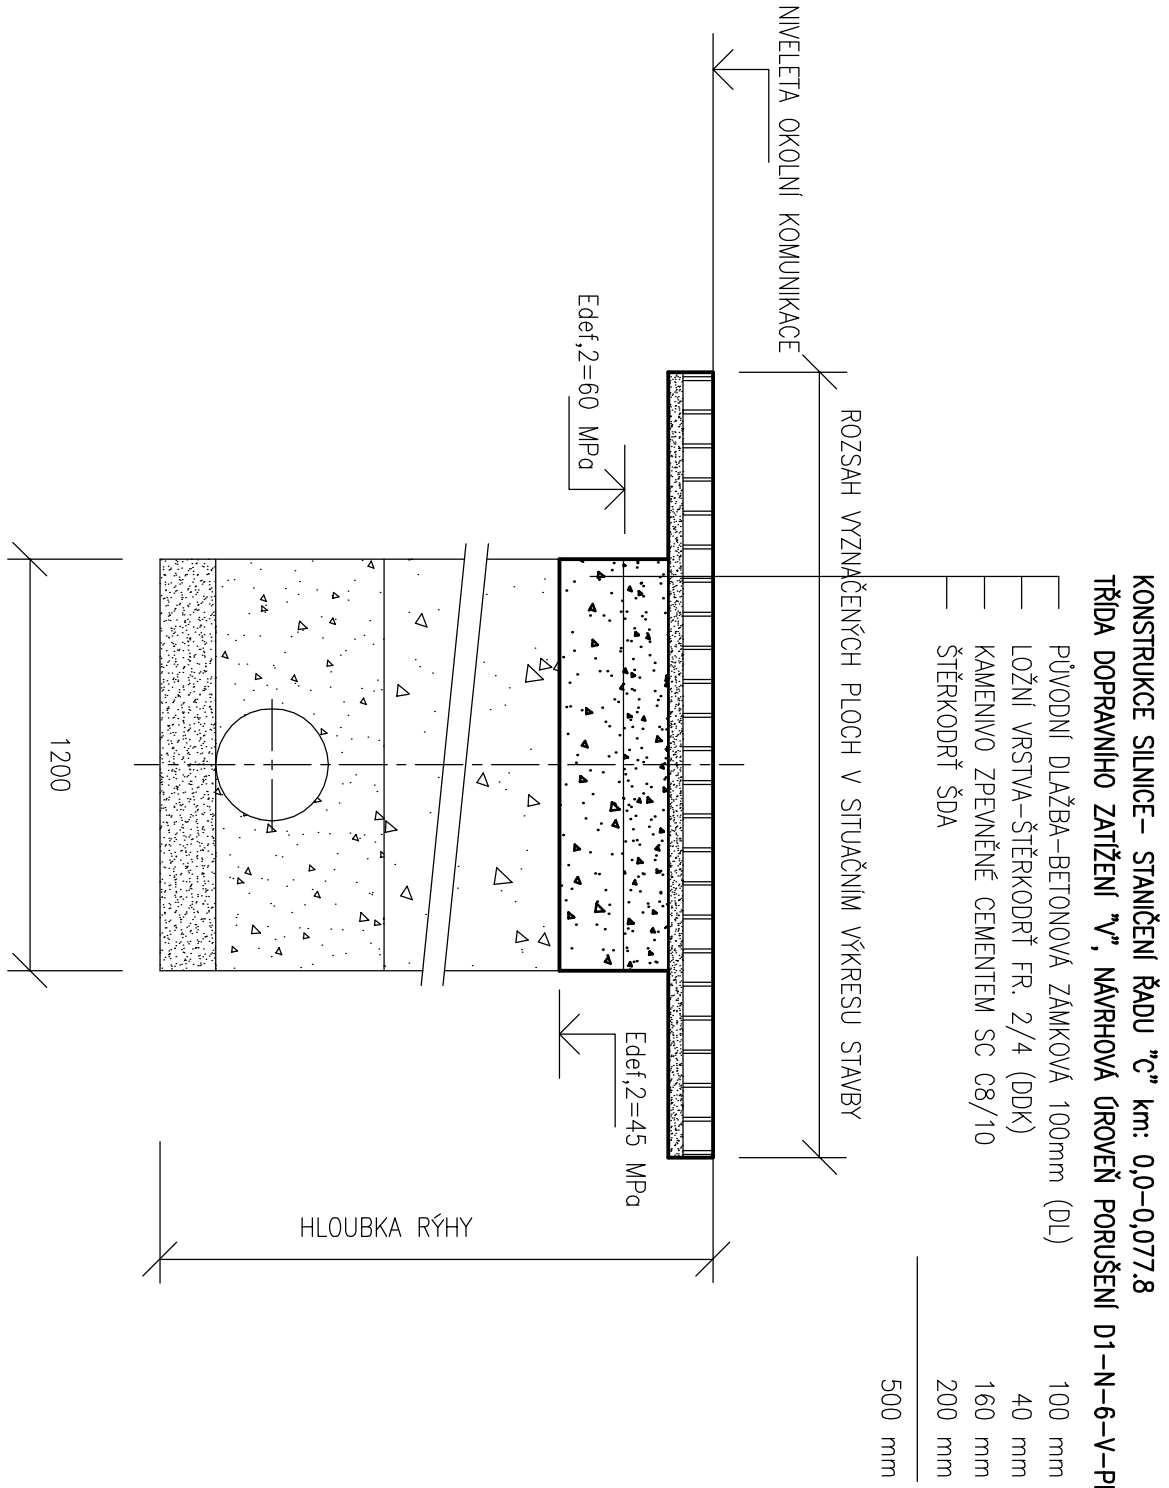 KONSTRUKCE SILNICE- STANIČENÍ ŘADU "C" km: 0,0-0,077.8
TŘÍDA DOPRAVNÍHO ZATÍŽENÍ "V", NÁVRHOVÁ ÚROVEŇ PORUŠENÍ D1-N-6-V-PI
PŮVODNÍ DLAŽBA-BETONOVÁ ZÁMKOVÁ 100mm (DL) 100 mm
LOŽNÍ VRSTVA-ŠTĚRKODRŤ FR. 2/4 (DDK) 40 mm
KAMENIVO ZPEVNĚNÉ CEMENTEM SC C8/10 160 mm
ŠTĚRKODRŤ ŠDA 200 mm
500 mm
ROZSAH VYZNAČENÝCH PLOCH V SITUAČNÍM VÝKRESU STAVBY
NIVELETA OKOLNÍ KOMUNIKACE
Edef,2=60 MPa
Edef,2=45 MPa
HLOUBKA RÝHY
1200